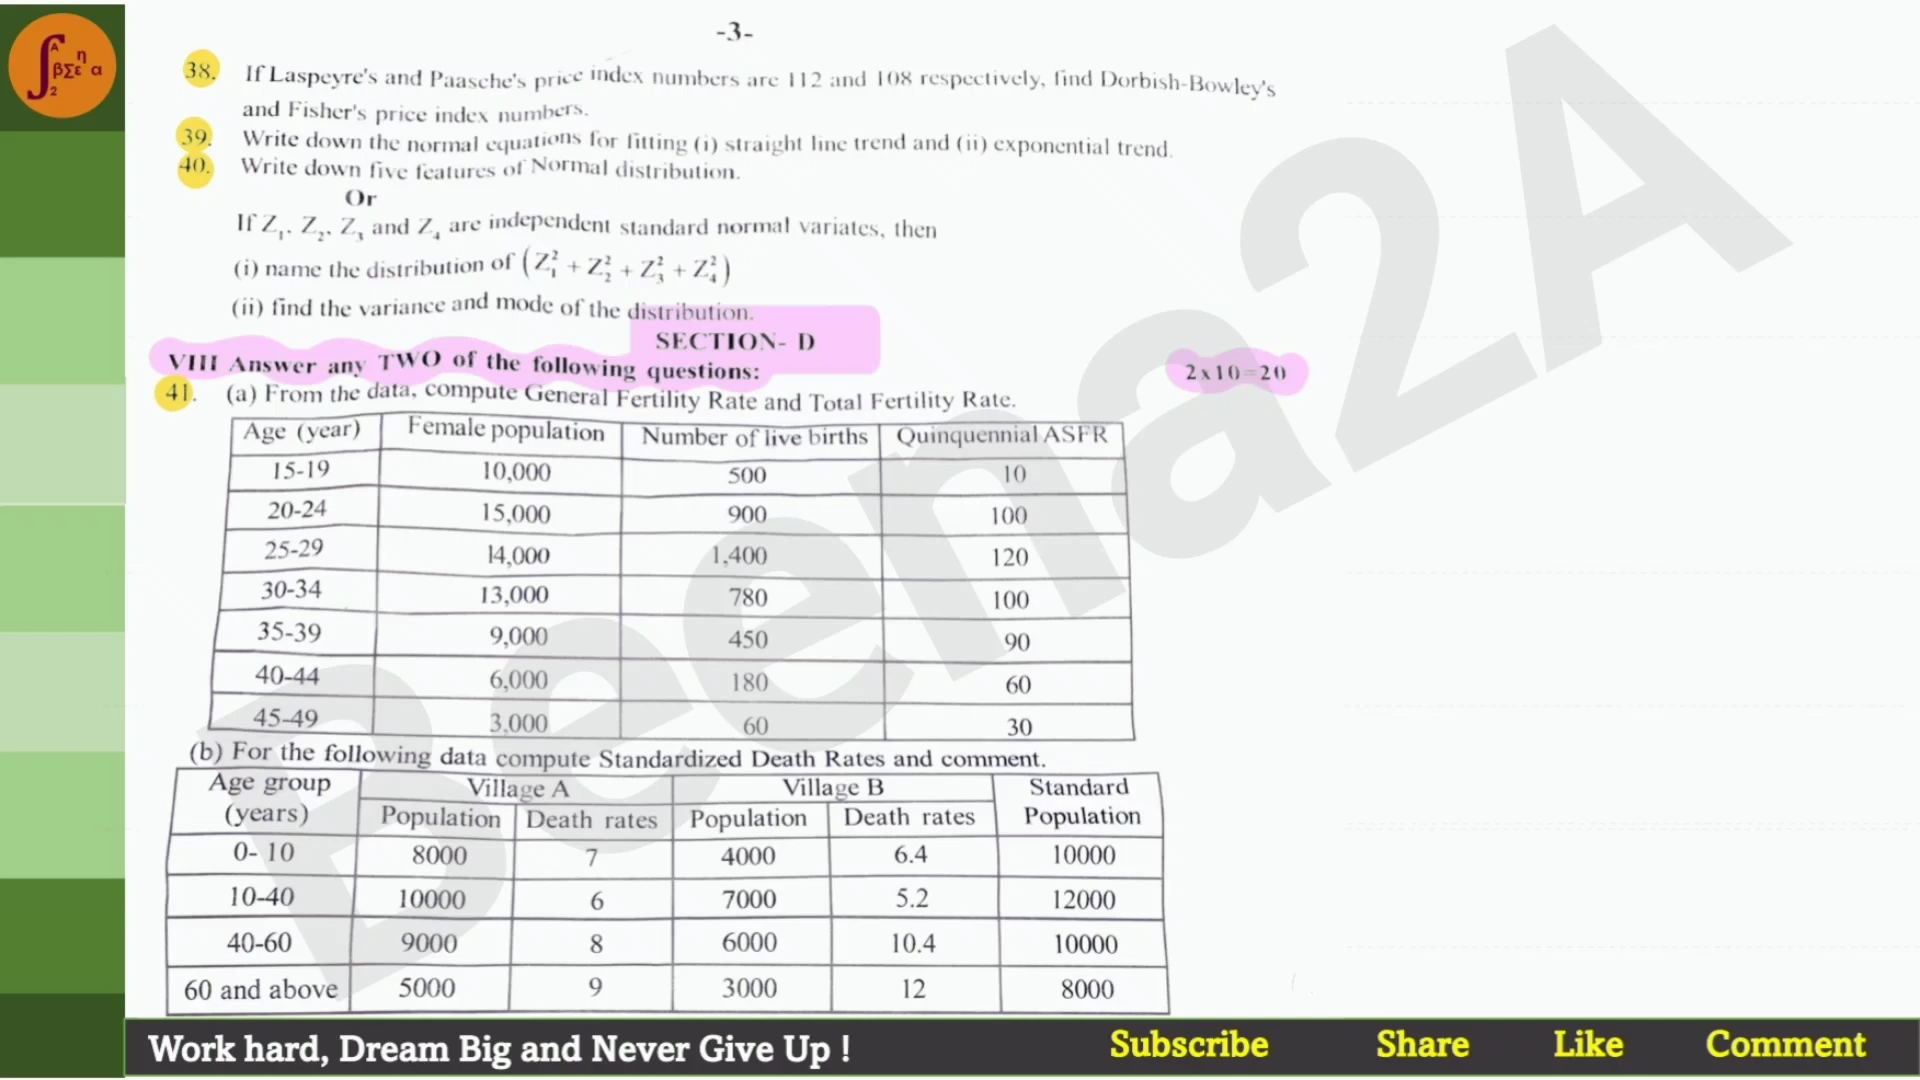 -3-
38. If Laspeyre's and Paasche's price index numbers are 112 and 108 respectively, find Dorbish-Bowley's
and Fisher's price index numbers.
39. Write down the normal equations for fitting (i) straight line trend and (ii) exponential trend.
40. Write down five features of Normal distribution.
Or
If Z₁, Z₂, Z₃ and Z₄ are independent standard normal variates, then
(i) name the distribution of (Z₁² + Z₂² + Z₃² + Z₄²)
(ii) find the variance and mode of the distribution.
SECTION- D
VIII Answer any TWO of the following questions: 2x10=20
41. (a) From the data, compute General Fertility Rate and Total Fertility Rate.
Age (year) Female population Number of live births Quinquennial ASFR
15-19 10,000 500 10
20-24 15,000 900 100
25-29 14,000 1,400 120
30-34 13,000 780 100
35-39 9,000 450 90
40-44 6,000 180 60
45-49 3,000 60 30
(b) For the following data compute Standardized Death Rates and comment.
Age group (years) Village A Village B Standard Population
Population Death rates Population Death rates
0- 10 8000 7 4000 6.4 10000
10-40 10000 6 7000 5.2 12000
40-60 9000 8 6000 10.4 10000
60 and above 5000 9 3000 12 8000
Beena2A
Work hard, Dream Big and Never Give Up ! Subscribe Share Like Comment